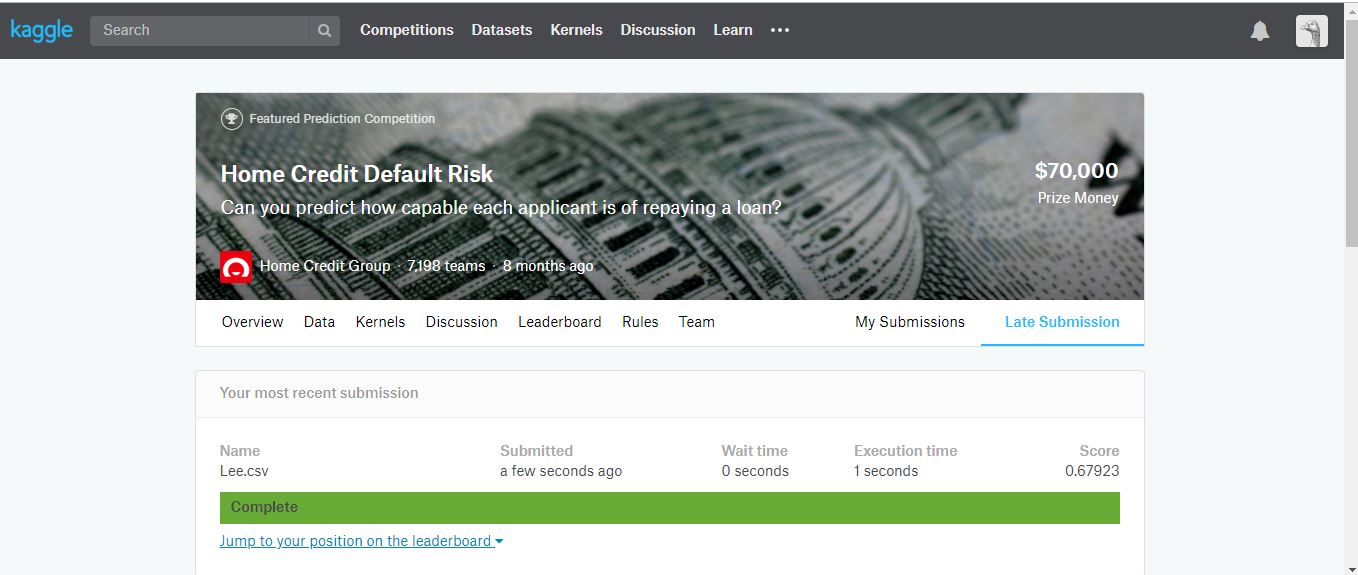 kaggle Search Competitions Datasets Kernels Discussion Learn
Featured Prediction Competition
Home Credit Default Risk
$70,000
Can you predict how capable each applicant is of repaying a loan?
Prize Money
Home Credit Group · 7,198 teams · 8 months ago
Overview Data Kernels Discussion Leaderboard Rules Team My Submissions Late Submission
Your most recent submission
Name Submitted Wait time Execution time Score
Lee.csv a few seconds ago 0 seconds 1 seconds 0.67923
Complete
Jump to your position on the leaderboard